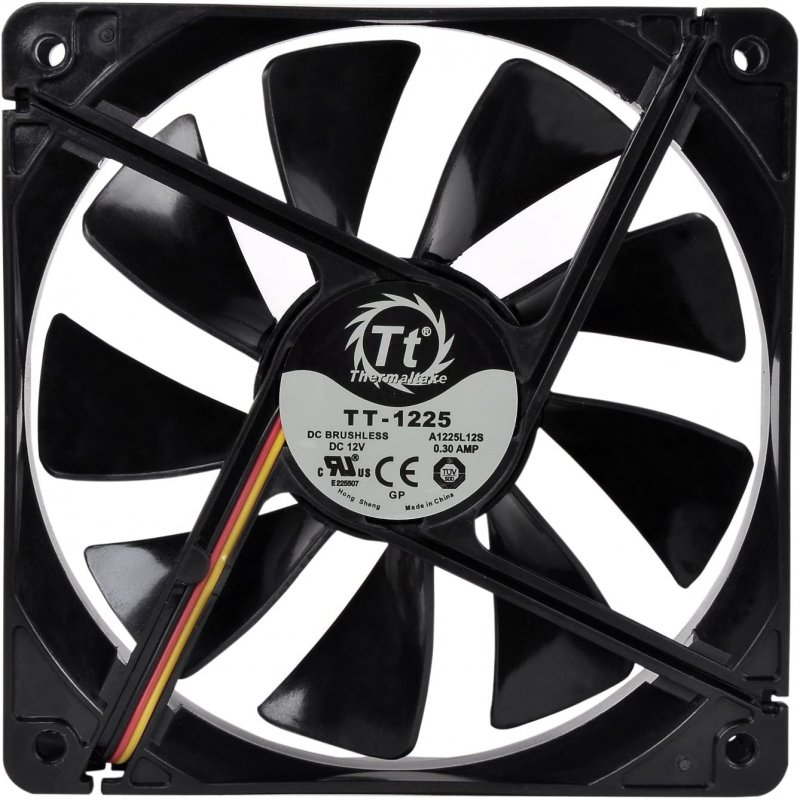 Tt®
Thermaltake
TT-1225
DC BRUSHLESS A1225L12S
DC 12V 0.30 AMP
c RU® US CE TÜV
E225507
GP
Hong Sheng Made in China